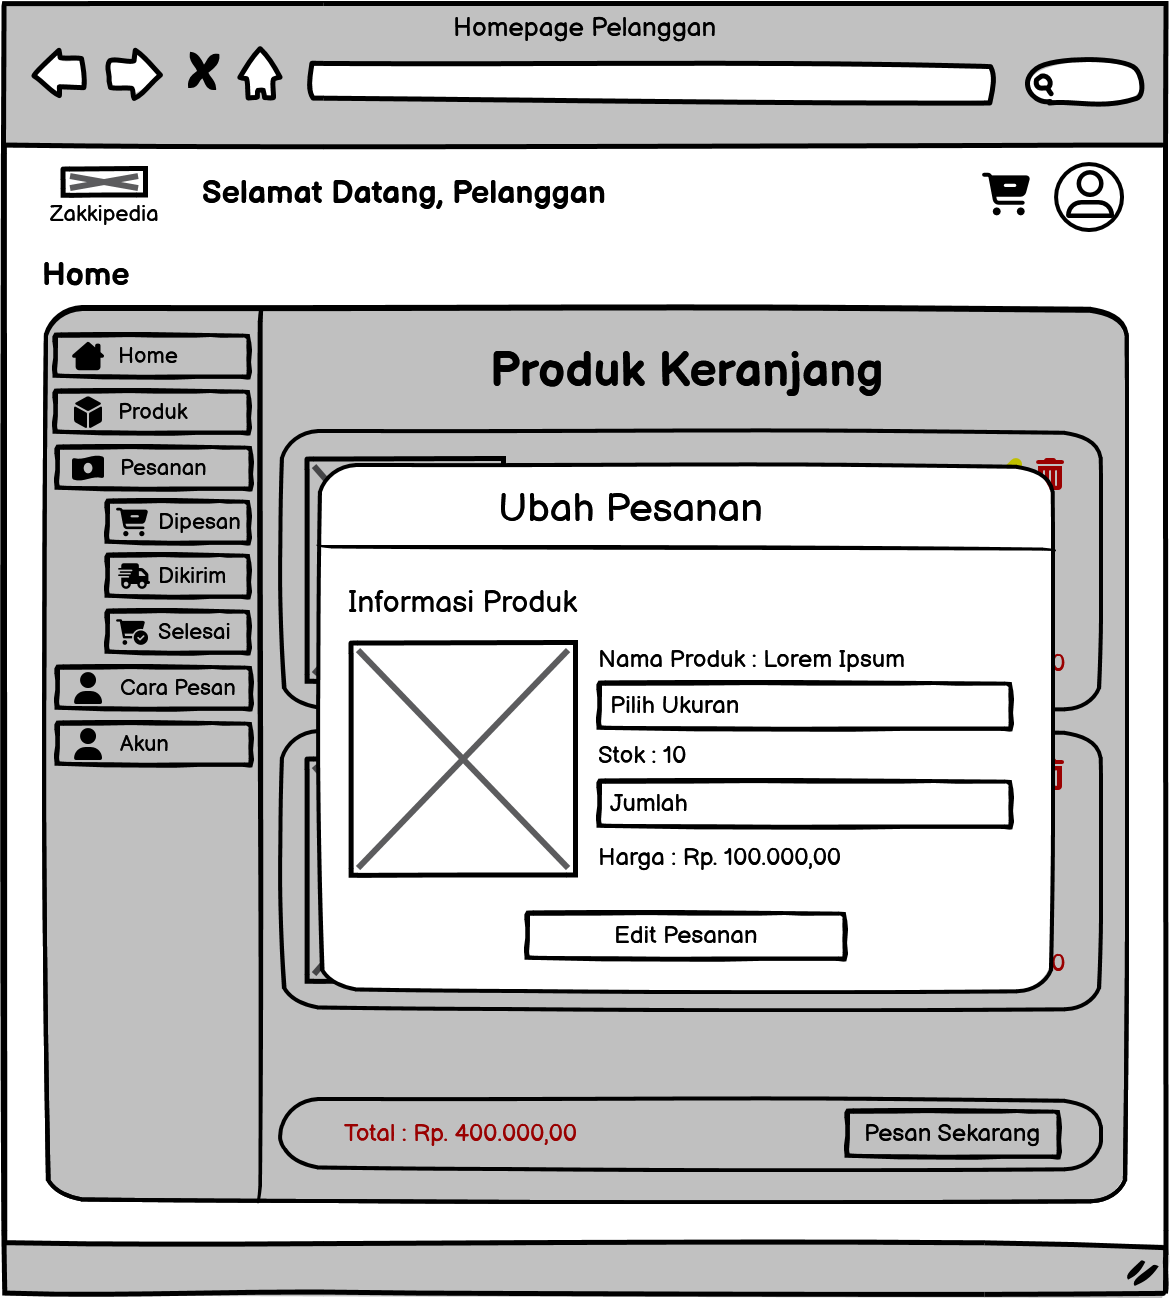 Homepage Pelanggan
Zakkipedia
Selamat Datang, Pelanggan
Home
Home
Produk
Pesanan
Dipesan
Dikirim
Selesai
Cara Pesan
Akun
Produk Keranjang
Ubah Pesanan
Informasi Produk
Nama Produk : Lorem Ipsum
Pilih Ukuran
Stok : 10
Jumlah
Harga : Rp. 100.000,00
Edit Pesanan
0
0
Total : Rp. 400.000,00
Pesan Sekarang